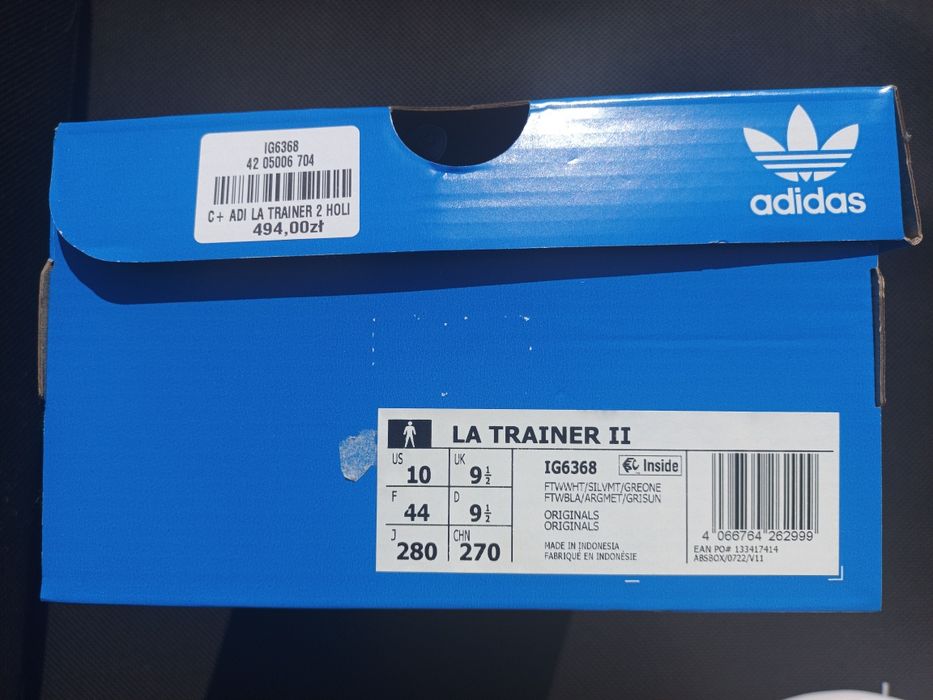 IG6368
42 05006 704
C+ ADI LA TRAINER 2 HOLI
494,00zł
adidas
LA TRAINER II
US 10 UK 9½
F 44 D 9½
J 280 CHN 270
IG6368 Inside
FTWWHT/SILVMT/GREONE
FTWBLA/ARGMET/GRISUN
ORIGINALS
ORIGINALS
MADE IN INDONESIA
FABRIQUÉ EN INDONÉSIE
4 066764 262999
EAN PO# 133417414
ABSBOX/0722/V11